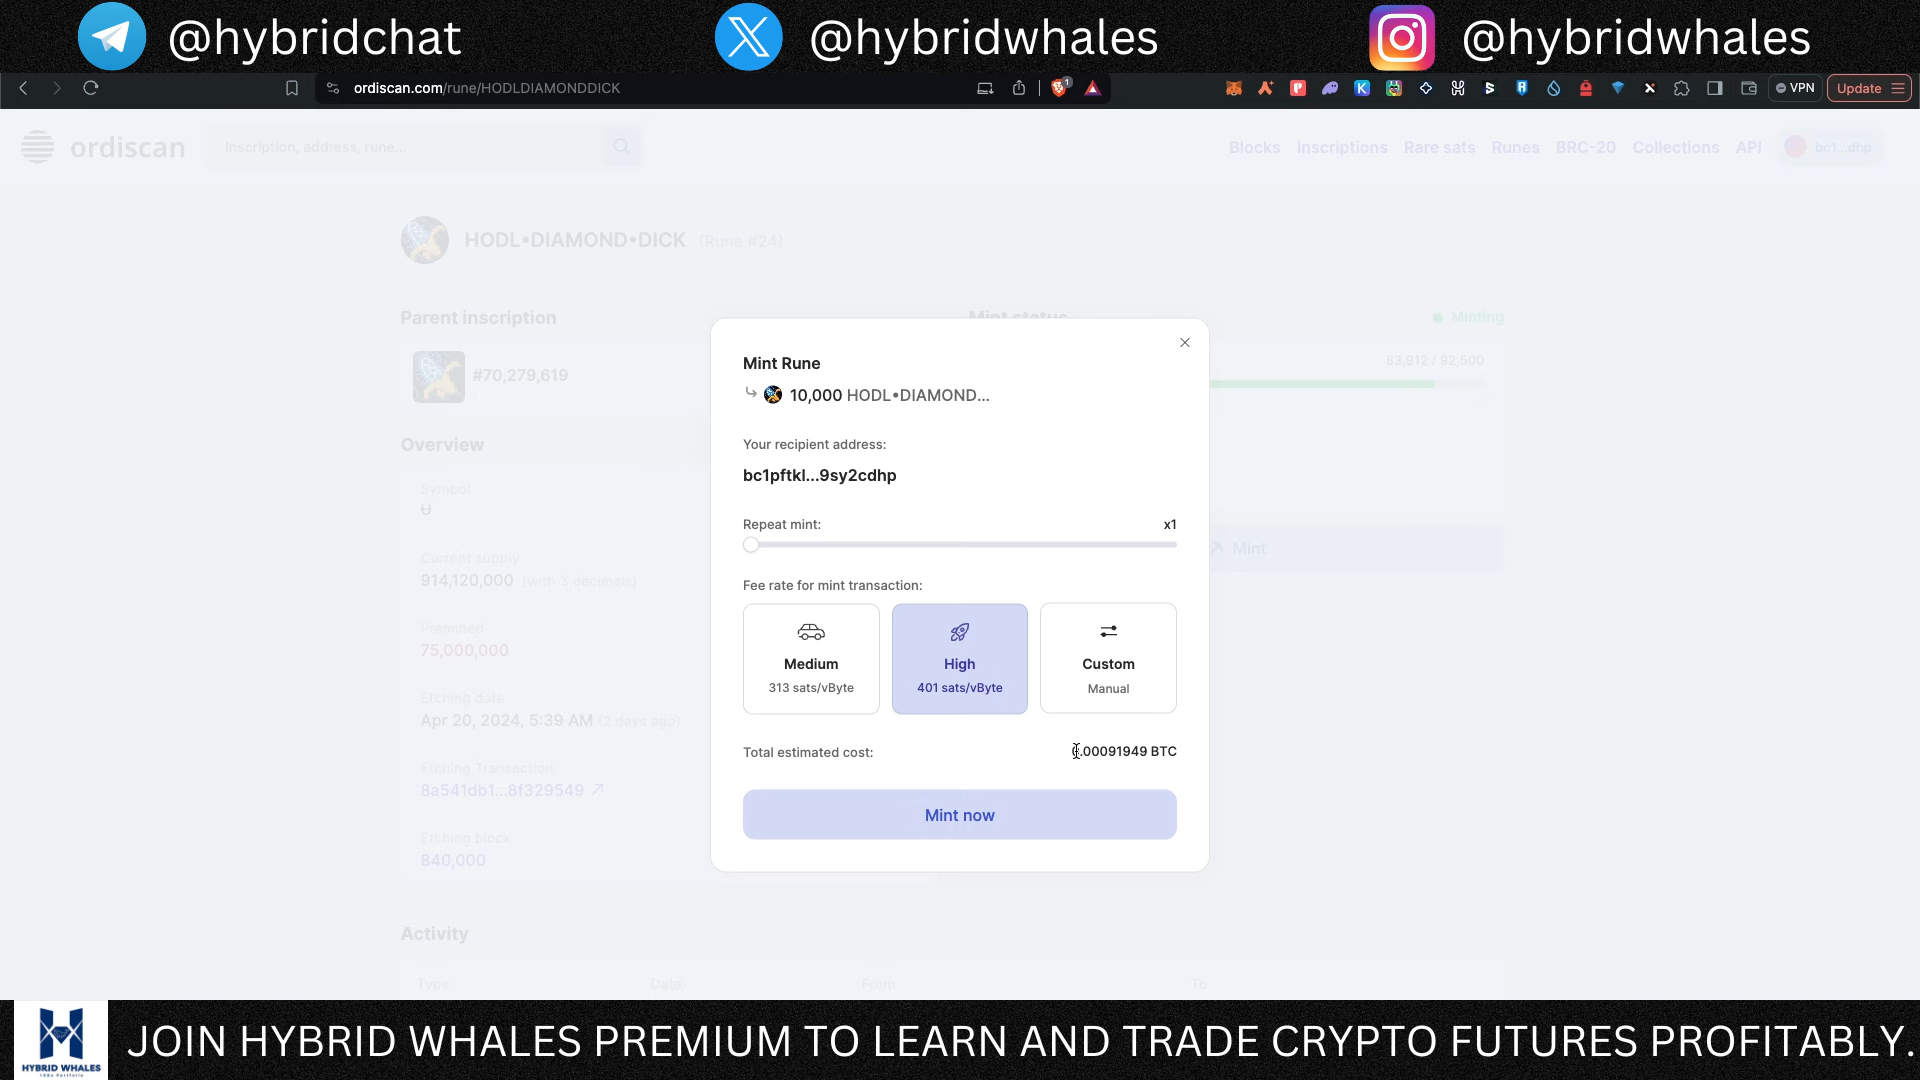 @hybridchat
@hybridwhales
@hybridwhales
ordiscan.com/rune/HODLDIAMONDDICK
1
VPN
Update
ordiscan
Inscription, address, rune...
Blocks
Inscriptions
Rare sats
Runes
BRC-20
Collections
API
bc1...dhp
HODL•DIAMOND•DICK (Rune #24)
Parent inscription
#70,279,619
Mint status
Minting
83,912 / 92,500
Mint
Overview
Symbol
Current supply
914,120,000 (with 3 decimals)
Premined
75,000,000
Etching date
Apr 20, 2024, 5:39 AM (2 days ago)
Etching Transaction
8a541db1...8f329549
Etching block
840,000
Mint Rune
10,000 HODL•DIAMOND...
Your recipient address:
bc1pftkl...9sy2cdhp
Repeat mint:
x1
Fee rate for mint transaction:
Medium
313 sats/vByte
High
401 sats/vByte
Custom
Manual
Total estimated cost:
0.00091949 BTC
Mint now
Activity
Type
Date
From
To
HYBRID WHALES
JOIN HYBRID WHALES PREMIUM TO LEARN AND TRADE CRYPTO FUTURES PROFITABLY.